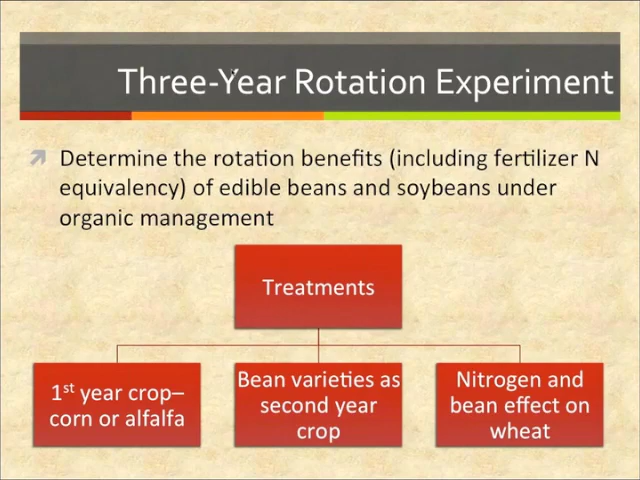 Three-Year Rotation Experiment
Determine the rotation benefits (including fertilizer N
equivalency) of edible beans and soybeans under
organic management
Treatments
1st year crop–
corn or alfalfa
Bean varieties as
second year
crop
Nitrogen and
bean effect on
wheat